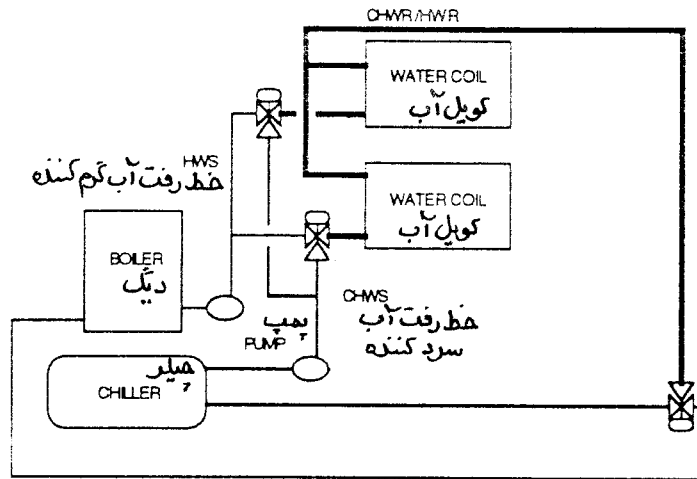 CHWR/HWR
WATER COIL
کویل آب
HWS
خط رفت آب گرم کننده
WATER COIL
کویل آب
BOILER
دیگ
CHWS
خط رفت آب
سرد کننده
پمپ
PUMP
چیلر
CHILLER